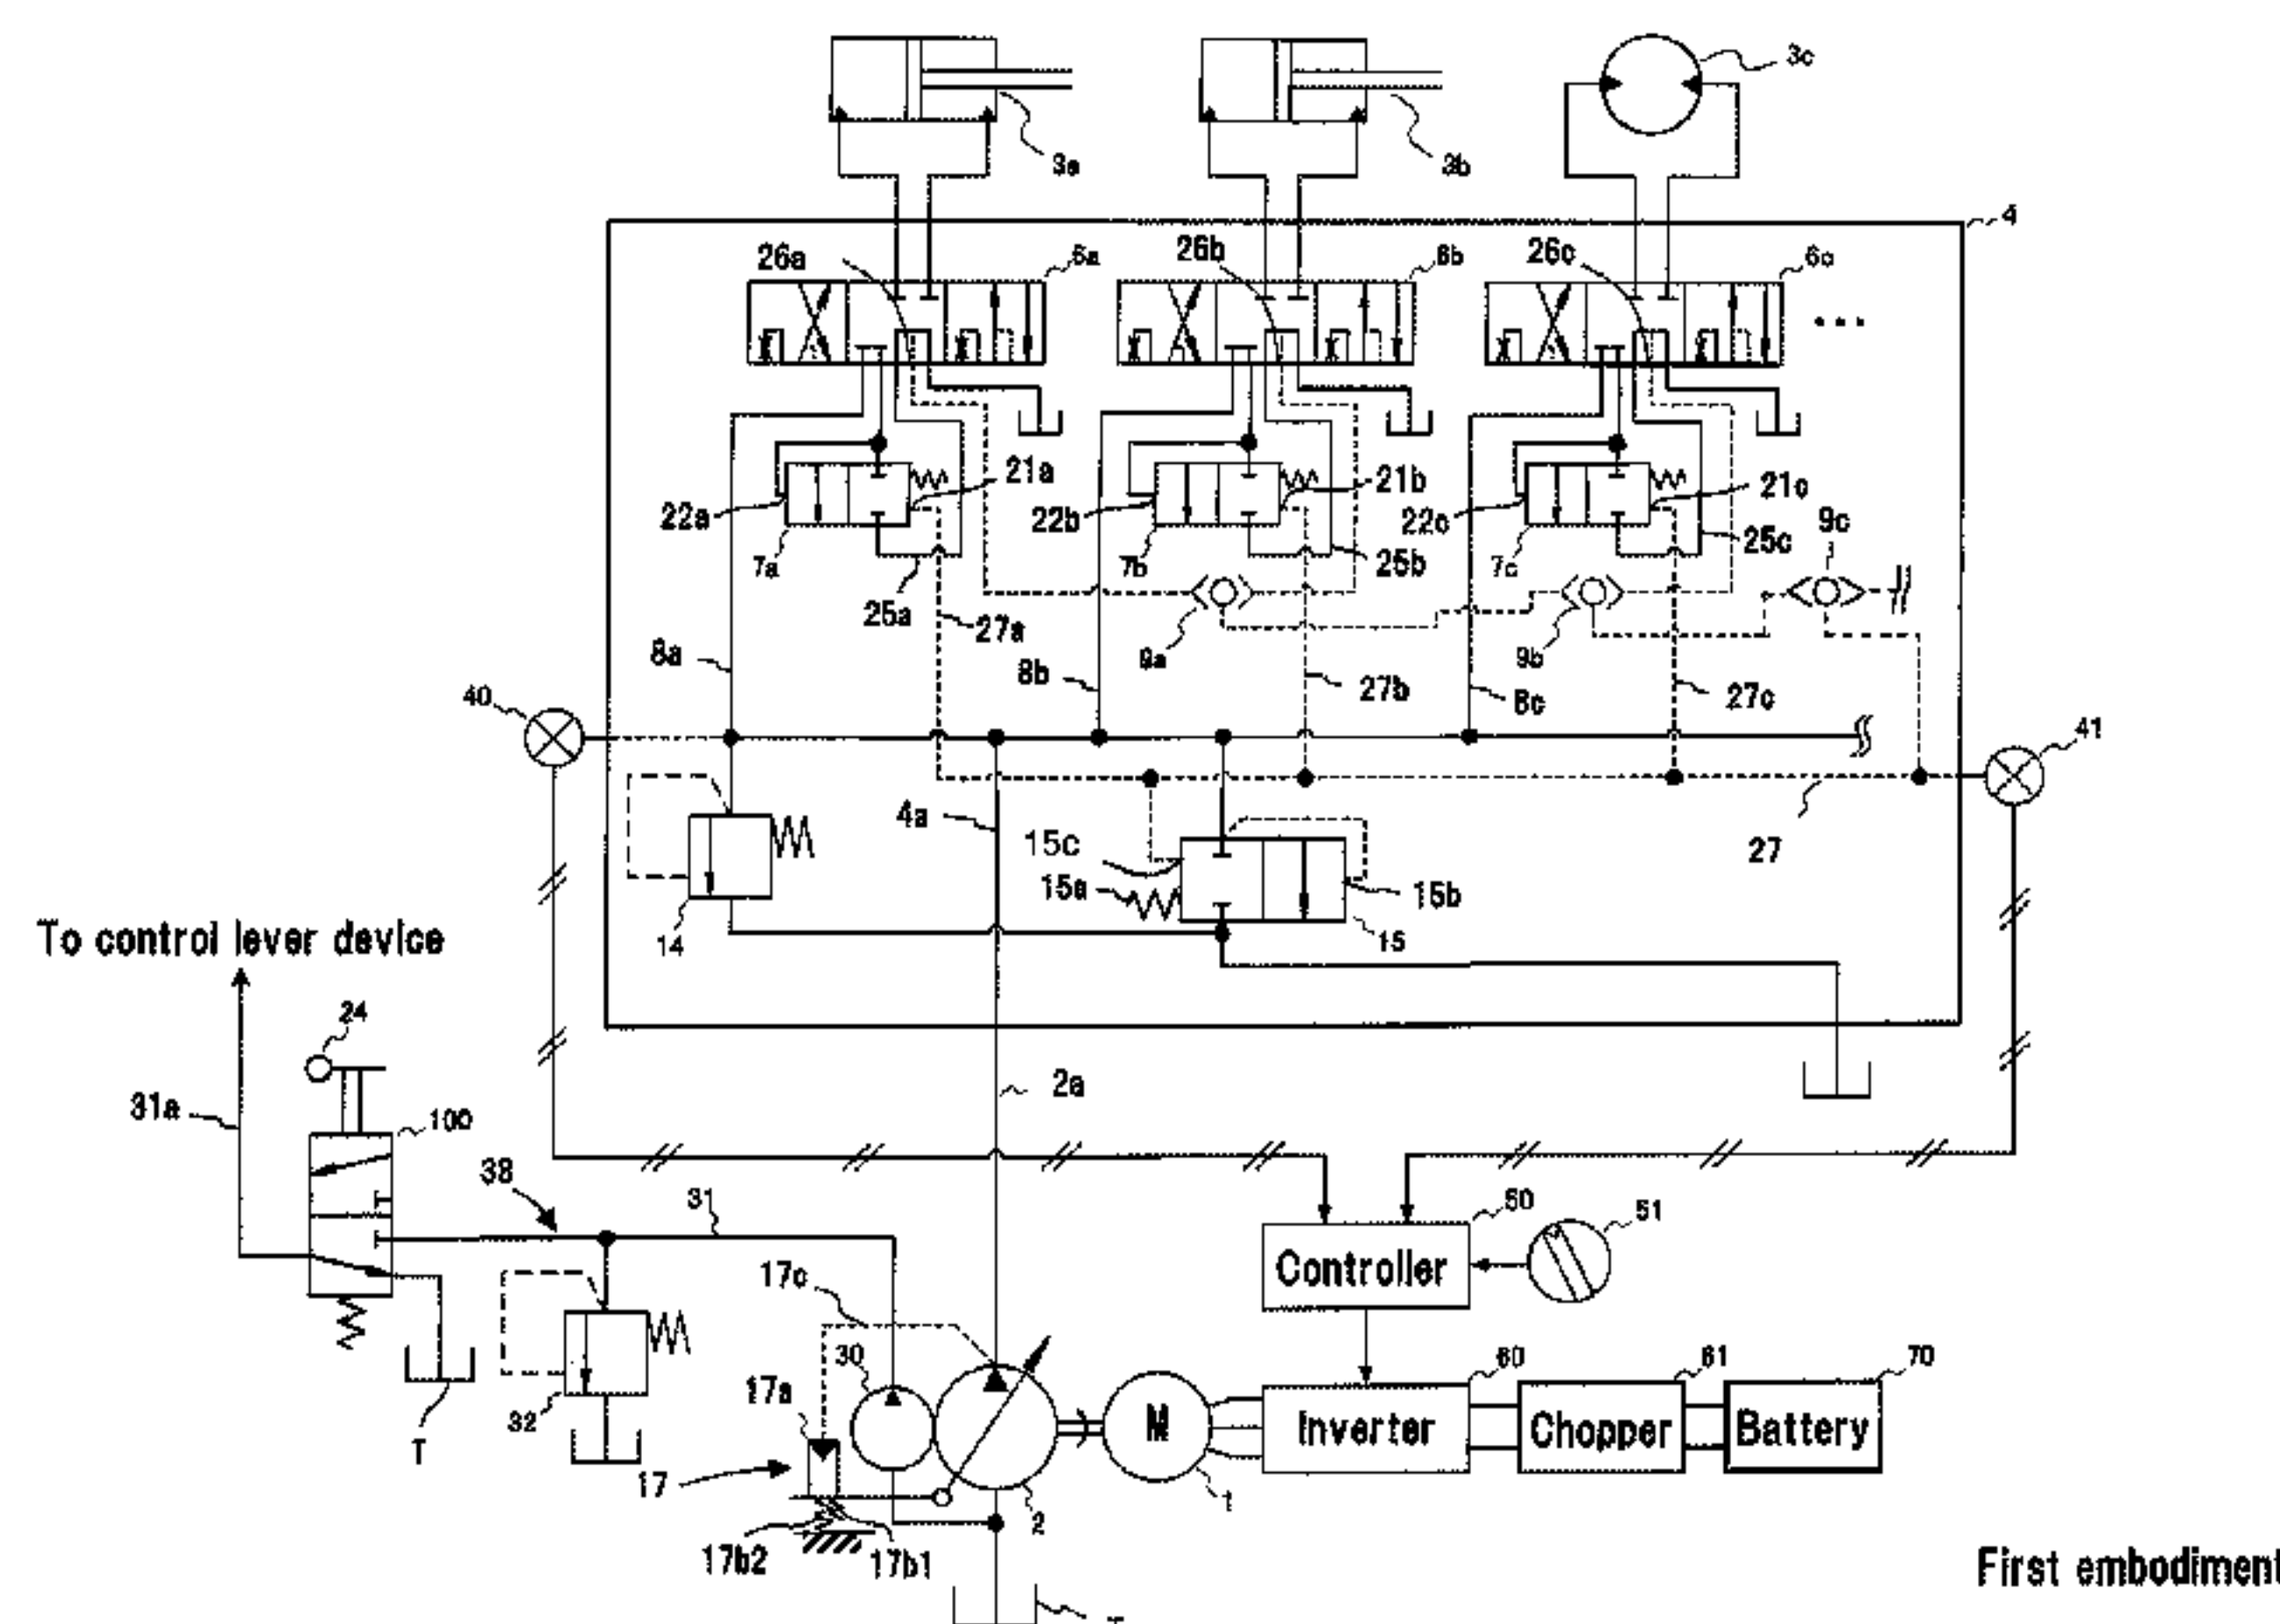 3a
3b
3c
4
26a
6a
26b
6b
26c
6c
...
22a
21a
22b
21b
22c
21c
9c
7a
25a
7b
25b
7c
25c
27a
9a
9b
8a
8b
27b
8c
27c
40
41
4a
15c
15a
15b
27
14
15
To control lever device
24
2a
31a
100
38
31
50
51
Controller
17c
30
60
61
70
17a
M
Inverter
Chopper
Battery
32
T
17
1
2
17b2
17b1
First embodiment